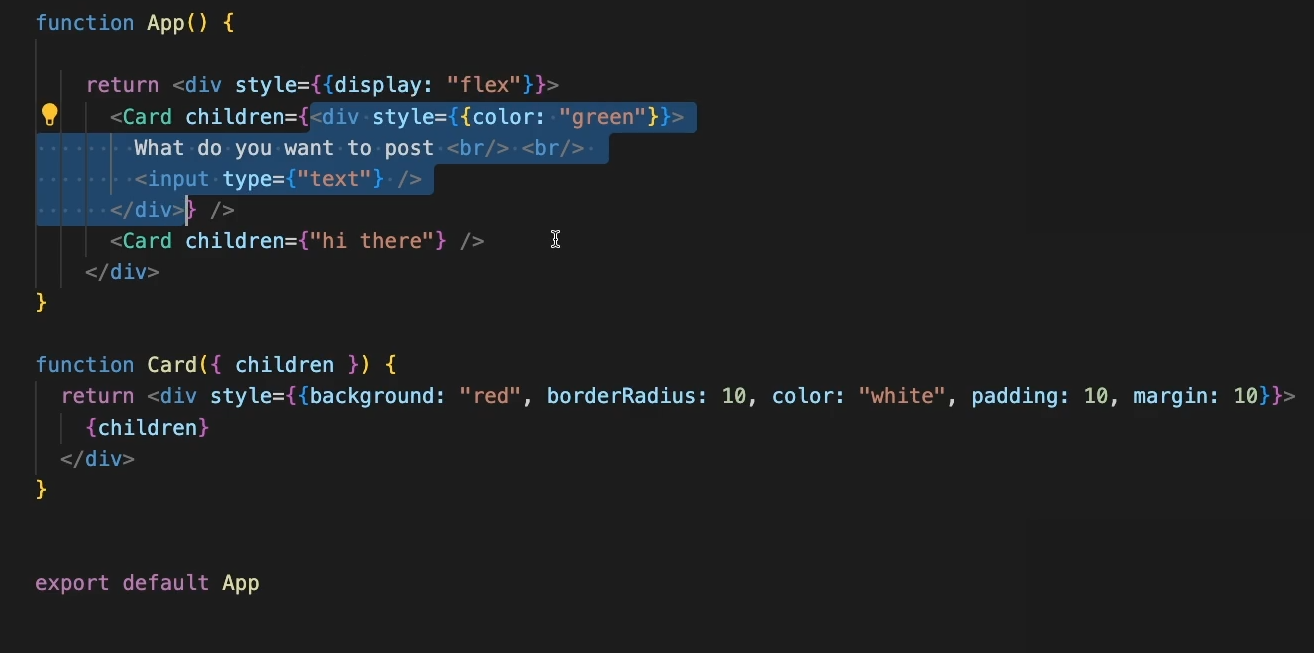 function App() {
return <div style={{display: "flex"}}>
<Card children={<div style={{color: "green"}}>
What do you want to post <br/> <br/>
<input type={"text"} />
</div>} />
<Card children={"hi there"} />
</div>
}
function Card({ children }) {
return <div style={{background: "red", borderRadius: 10, color: "white", padding: 10, margin: 10}}>
{children}
</div>
}
export default App